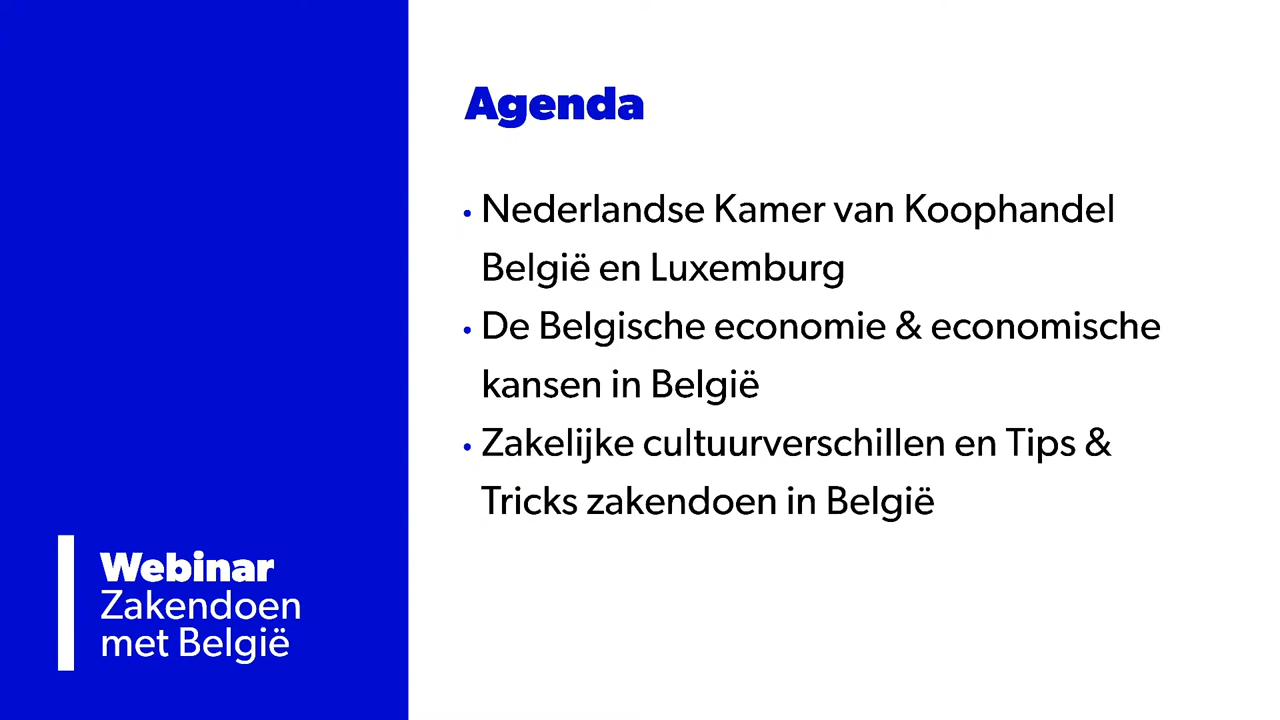 Agenda
• Nederlandse Kamer van Koophandel
België en Luxemburg
• De Belgische economie & economische
kansen in België
• Zakelijke cultuurverschillen en Tips &
Tricks zakendoen in België
Webinar
Zakendoen
met België